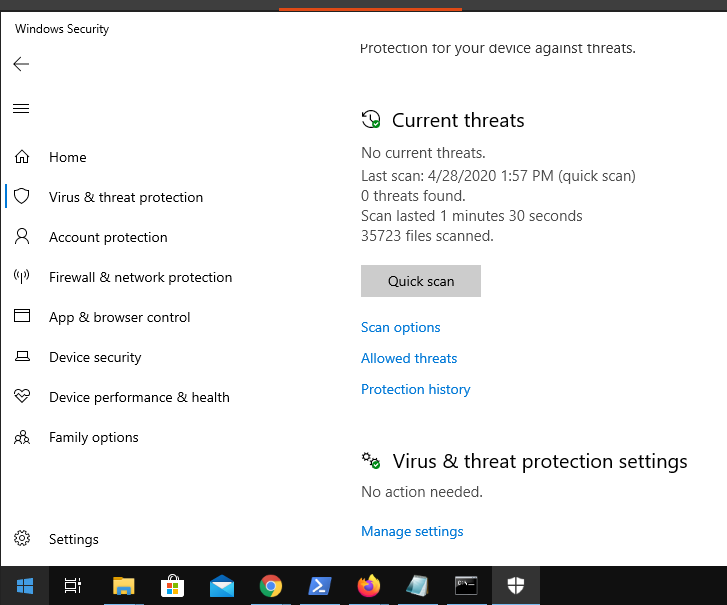 Windows Security
Protection for your device against threats.
Home
Virus & threat protection
Account protection
Firewall & network protection
App & browser control
Device security
Device performance & health
Family options
Settings
Current threats
No current threats.
Last scan: 4/28/2020 1:57 PM (quick scan)
0 threats found.
Scan lasted 1 minutes 30 seconds
35723 files scanned.
Quick scan
Scan options
Allowed threats
Protection history
Virus & threat protection settings
No action needed.
Manage settings